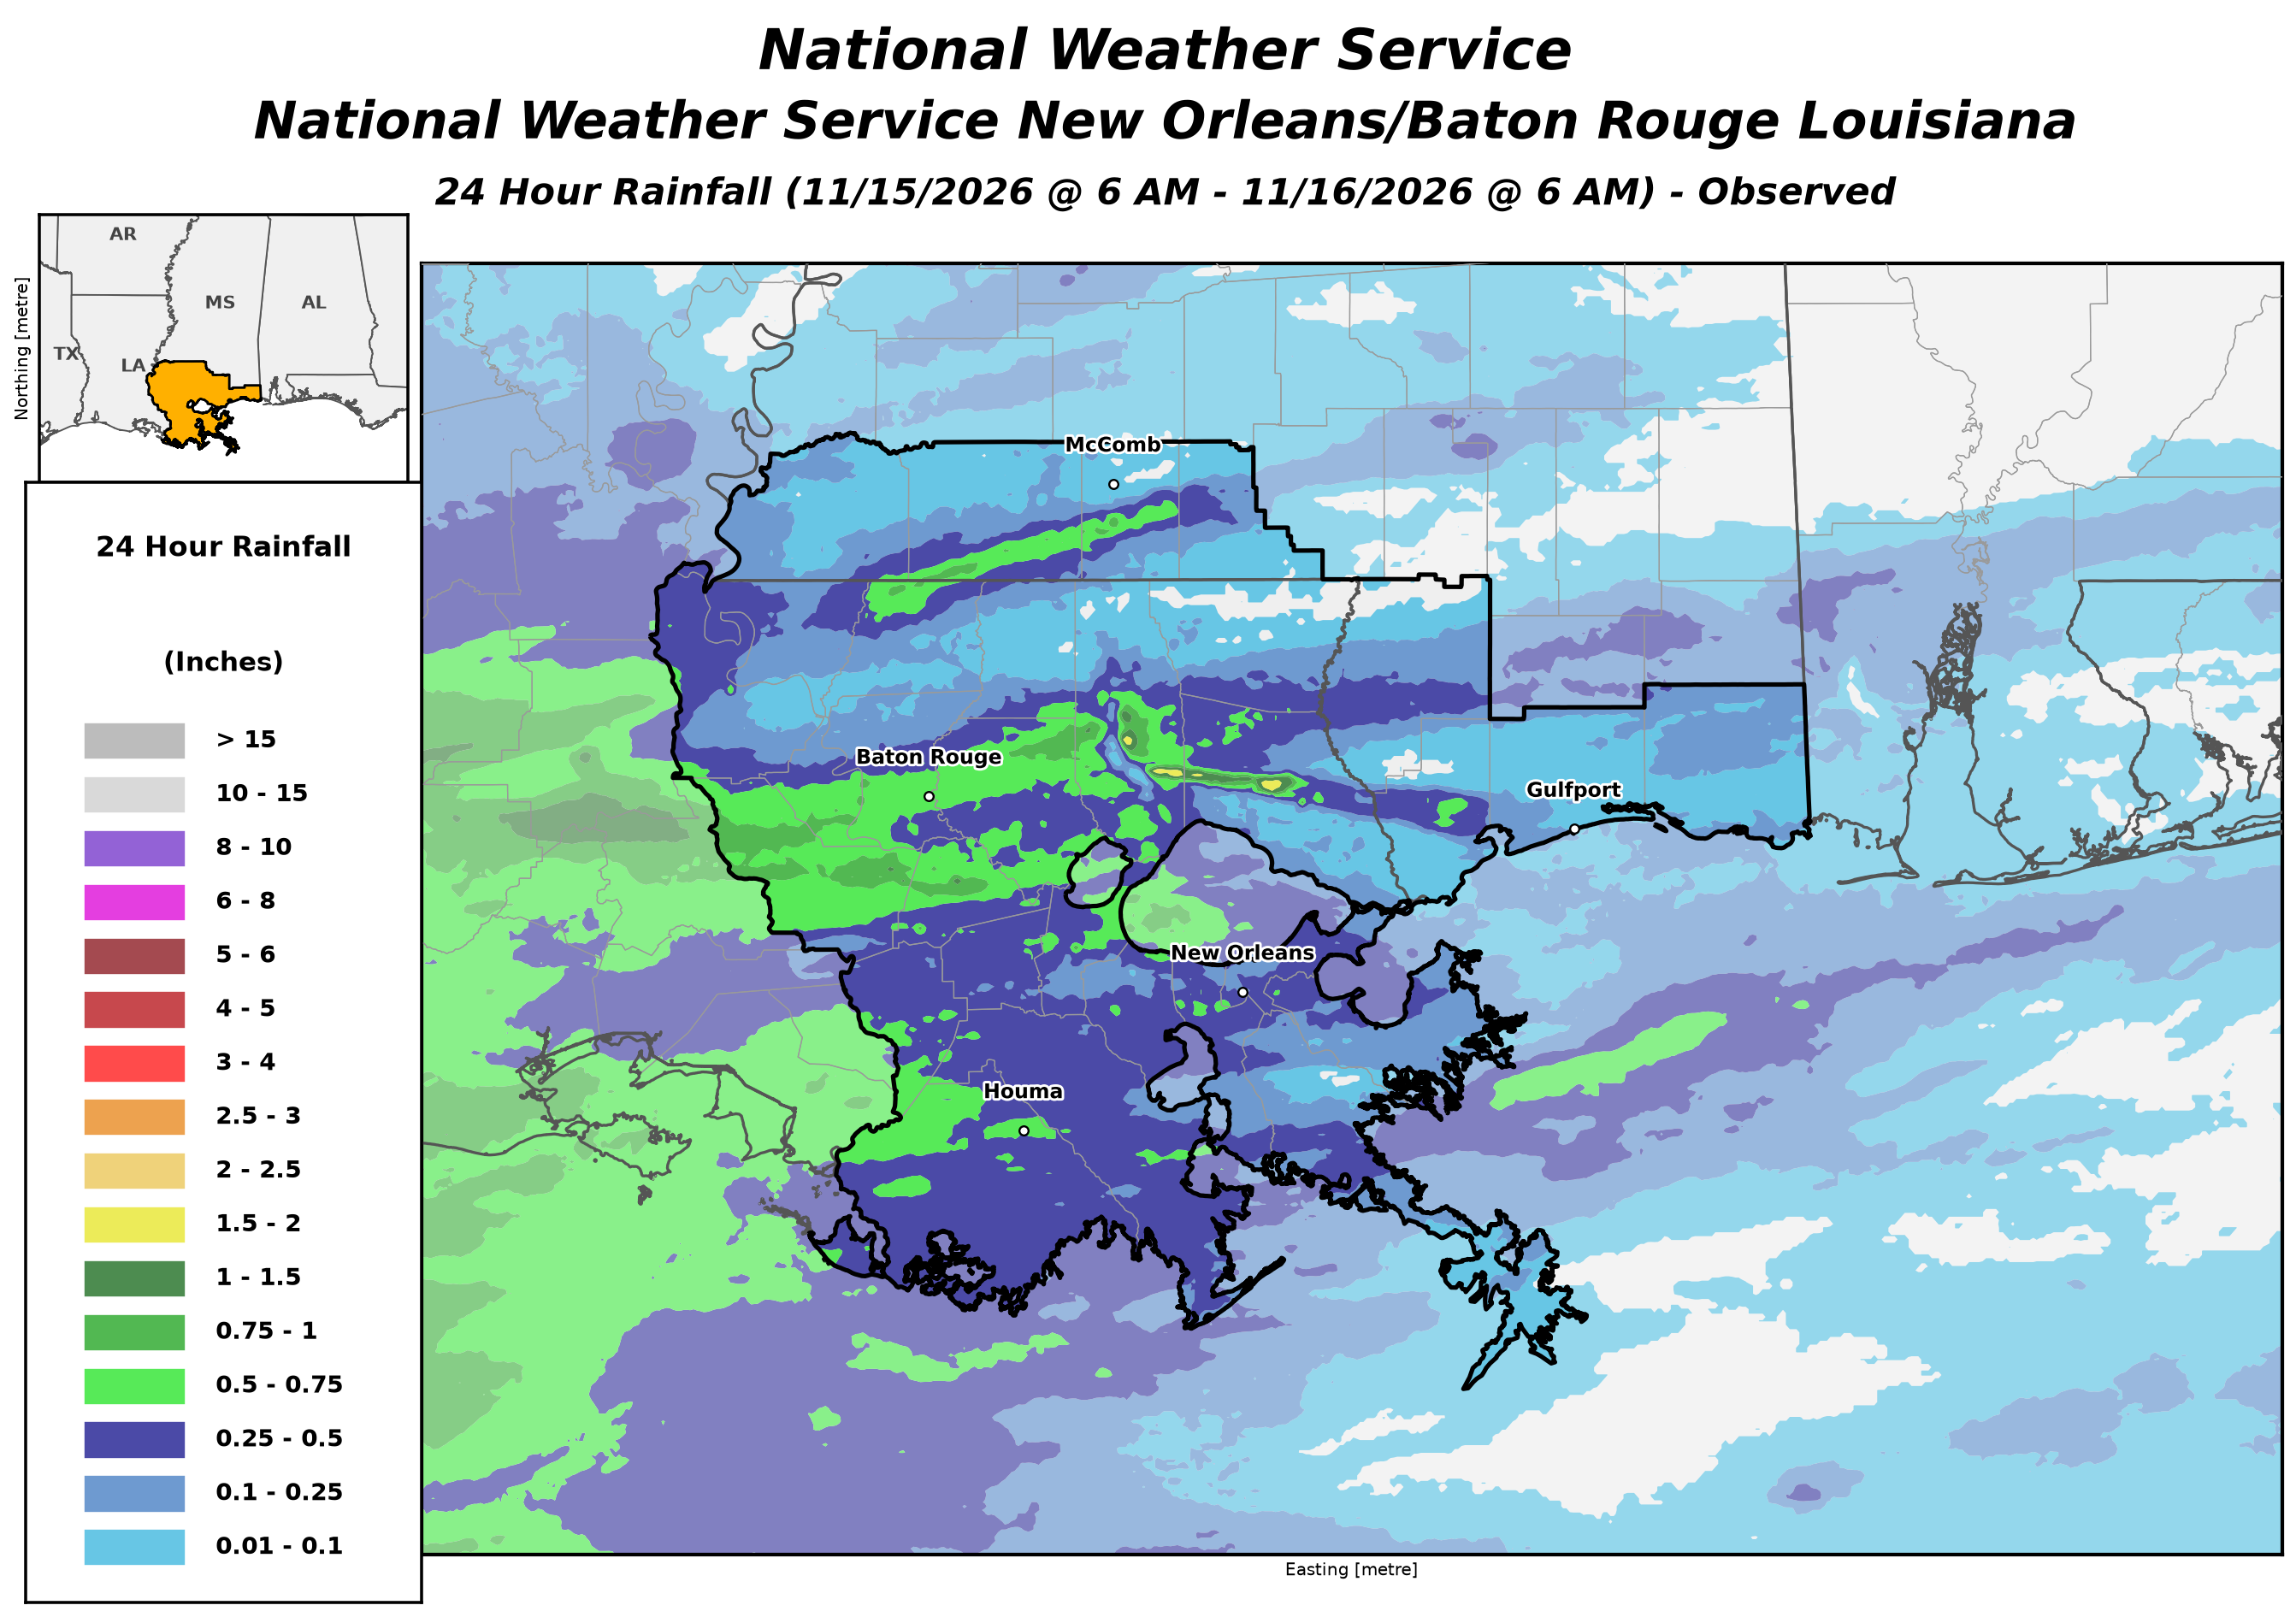 National Weather Service
National Weather Service New Orleans/Baton Rouge Louisiana
24 Hour Rainfall (11/15/2026 @ 6 AM - 11/16/2026 @ 6 AM) - Observed
Northing [metre]
AR
MS
AL
TX
LA
24 Hour Rainfall
(Inches)
> 15
10 - 15
8 - 10
6 - 8
5 - 6
4 - 5
3 - 4
2.5 - 3
2 - 2.5
1.5 - 2
1 - 1.5
0.75 - 1
0.5 - 0.75
0.25 - 0.5
0.1 - 0.25
0.01 - 0.1
McComb
Baton Rouge
Gulfport
New Orleans
Houma
Easting [metre]